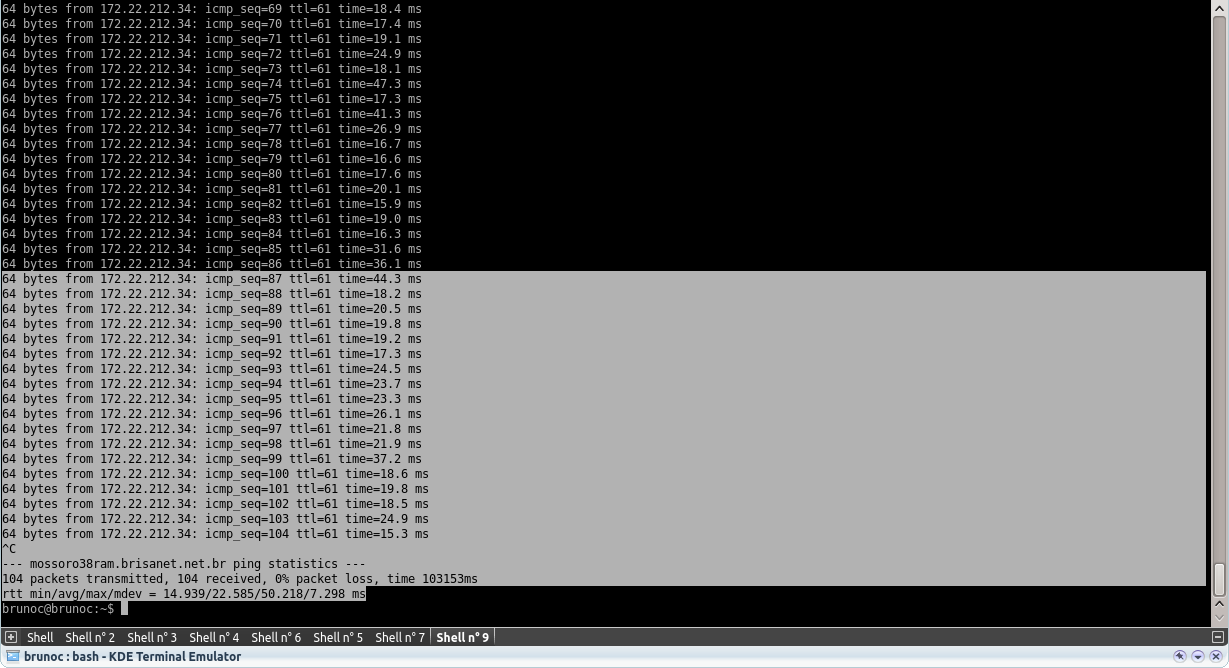 64 bytes from 172.22.212.34: icmp_seq=69 ttl=61 time=18.4 ms
64 bytes from 172.22.212.34: icmp_seq=70 ttl=61 time=17.4 ms
64 bytes from 172.22.212.34: icmp_seq=71 ttl=61 time=19.1 ms
64 bytes from 172.22.212.34: icmp_seq=72 ttl=61 time=24.9 ms
64 bytes from 172.22.212.34: icmp_seq=73 ttl=61 time=18.1 ms
64 bytes from 172.22.212.34: icmp_seq=74 ttl=61 time=47.3 ms
64 bytes from 172.22.212.34: icmp_seq=75 ttl=61 time=17.3 ms
64 bytes from 172.22.212.34: icmp_seq=76 ttl=61 time=41.3 ms
64 bytes from 172.22.212.34: icmp_seq=77 ttl=61 time=26.9 ms
64 bytes from 172.22.212.34: icmp_seq=78 ttl=61 time=16.7 ms
64 bytes from 172.22.212.34: icmp_seq=79 ttl=61 time=16.6 ms
64 bytes from 172.22.212.34: icmp_seq=80 ttl=61 time=17.6 ms
64 bytes from 172.22.212.34: icmp_seq=81 ttl=61 time=20.1 ms
64 bytes from 172.22.212.34: icmp_seq=82 ttl=61 time=15.9 ms
64 bytes from 172.22.212.34: icmp_seq=83 ttl=61 time=19.0 ms
64 bytes from 172.22.212.34: icmp_seq=84 ttl=61 time=16.3 ms
64 bytes from 172.22.212.34: icmp_seq=85 ttl=61 time=31.6 ms
64 bytes from 172.22.212.34: icmp_seq=86 ttl=61 time=36.1 ms
64 bytes from 172.22.212.34: icmp_seq=87 ttl=61 time=44.3 ms
64 bytes from 172.22.212.34: icmp_seq=88 ttl=61 time=18.2 ms
64 bytes from 172.22.212.34: icmp_seq=89 ttl=61 time=20.5 ms
64 bytes from 172.22.212.34: icmp_seq=90 ttl=61 time=19.8 ms
64 bytes from 172.22.212.34: icmp_seq=91 ttl=61 time=19.2 ms
64 bytes from 172.22.212.34: icmp_seq=92 ttl=61 time=17.3 ms
64 bytes from 172.22.212.34: icmp_seq=93 ttl=61 time=24.5 ms
64 bytes from 172.22.212.34: icmp_seq=94 ttl=61 time=23.7 ms
64 bytes from 172.22.212.34: icmp_seq=95 ttl=61 time=23.3 ms
64 bytes from 172.22.212.34: icmp_seq=96 ttl=61 time=26.1 ms
64 bytes from 172.22.212.34: icmp_seq=97 ttl=61 time=21.8 ms
64 bytes from 172.22.212.34: icmp_seq=98 ttl=61 time=21.9 ms
64 bytes from 172.22.212.34: icmp_seq=99 ttl=61 time=37.2 ms
64 bytes from 172.22.212.34: icmp_seq=100 ttl=61 time=18.6 ms
64 bytes from 172.22.212.34: icmp_seq=101 ttl=61 time=19.8 ms
64 bytes from 172.22.212.34: icmp_seq=102 ttl=61 time=18.5 ms
64 bytes from 172.22.212.34: icmp_seq=103 ttl=61 time=24.9 ms
64 bytes from 172.22.212.34: icmp_seq=104 ttl=61 time=15.3 ms
^C
--- mossoro38ram.brisanet.net.br ping statistics ---
104 packets transmitted, 104 received, 0% packet loss, time 103153ms
rtt min/avg/max/mdev = 14.939/22.585/50.218/7.298 ms
brunoc@brunoc:~$
Shell Shell n° 2 Shell n° 3 Shell n° 4 Shell n° 6 Shell n° 5 Shell n° 7 Shell n° 9
brunoc : bash - KDE Terminal Emulator